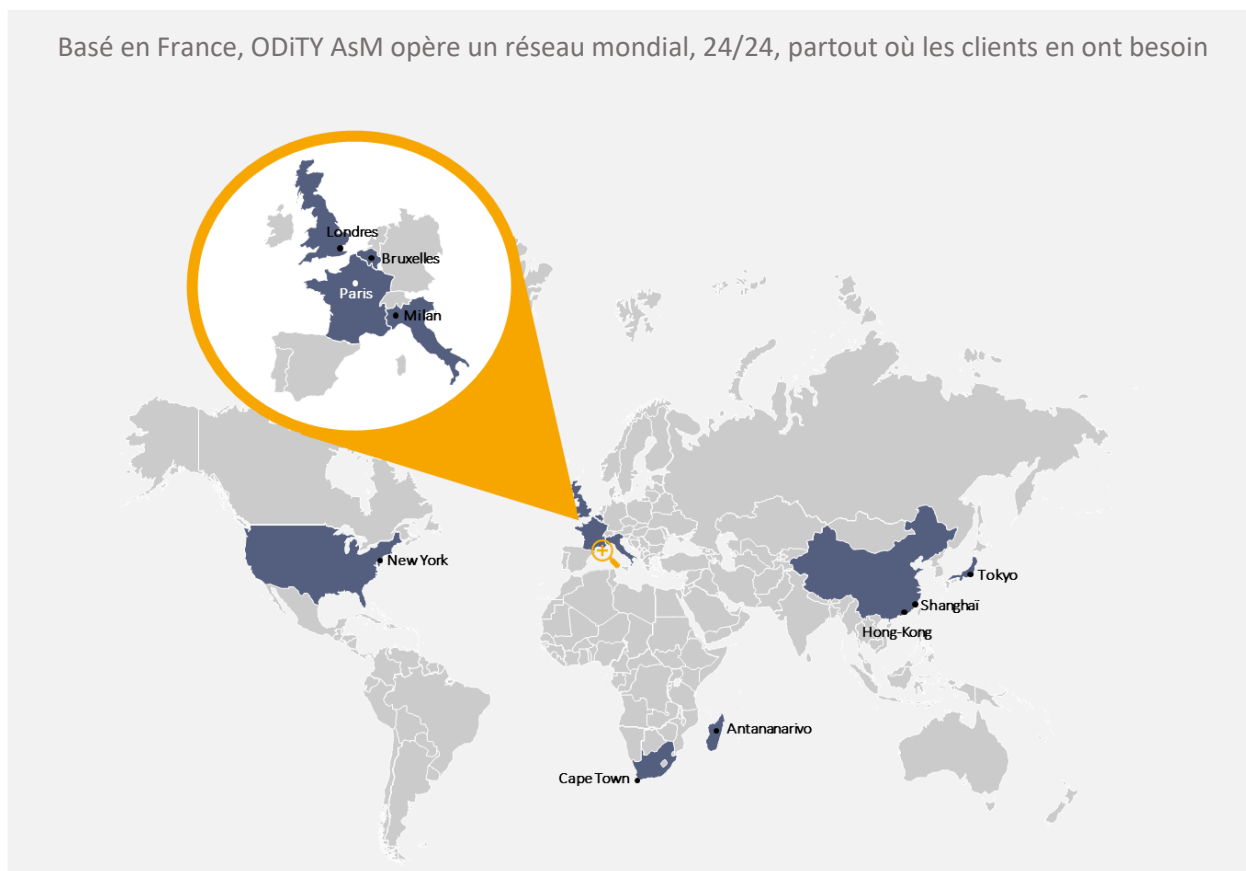 Basé en France, ODiTY AsM opère un réseau mondial, 24/24, partout où les clients en ont besoin
Londres
Bruxelles
Paris
Milan
New York
Tokyo
Shanghaï
Hong-Kong
Antananarivo
Cape Town